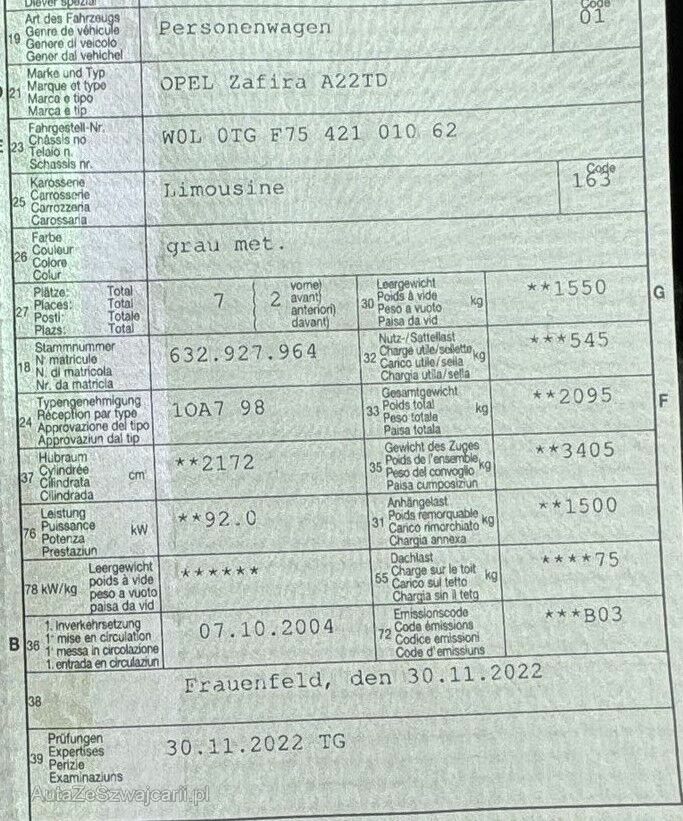 Diever spezial
Art des Fahrzeugs
19 Genre de véhicule Personenwagen Code 01
Genere di veicolo
Gener dal vehichel
Marke und Typ
21 Marque et type OPEL Zafira A22TD
Marca e tipo
Marca e tip
Fahrgestell-Nr.
E 23 Châssis no W0L 0TG F75 421 010 62
Telaio n.
Schassis nr.
Karosserie
25 Carrosserie Limousine Code 163
Carrozzeria
Carossaria
Farbe
26 Couleur grau met.
Colore
Colur
Plätze: Total vorne) Leergewicht
27 Places: Total 7 2 avant) 30 Poids à vide kg **1550 G
Posti: Totale anteriori) Peso a vuoto
Plazs: Total davant) Paisa da vid
Stammnummer Nutz-/Sattellast
18 N matricule 632.927.964 32 Charge utile/sellette kg ***545
N. di matricola Carico utile/sella
Nr. da matricla Chargia utila/sella
Typengenehmigung Gesamtgewicht
24 Réception par type 1OA7 98 33 Poids total kg **2095 F
Approvazione del tipo Peso totale
Approvaziun dal tip Paisa totala
Hubraum Gewicht des Zuges
37 Cylindrée cm **2172 35 Poids de l'ensemble kg **3405
Cilindrata Peso del convoglio
Cilindrada Paisa cumposiziun
Leistung Anhängelast
76 Puissance kW **92.0 31 Poids remorquable kg **1500
Potenza Carico rimorchiato
Prestaziun Chargia annexa
Leergewicht Dachlast
78 kW/kg poids à vide ****** 55 Charge sur le toit kg ****75
peso a vuoto Carico sul tetto
paisa da vid Chargia sin il tetg
1. Inverkehrsetzung Emissionscode
B 36 1' mise en circulation 07.10.2004 72 Code émissions ***B03
1' messa in circolazione Codice emissioni
1. entrada en circulaziun Code d'emissiuns
38 Frauenfeld, den 30.11.2022
Prüfungen
39 Expertises 30.11.2022 TG
Perizie
Examinaziuns
AutaZeSzwajcarii.pl